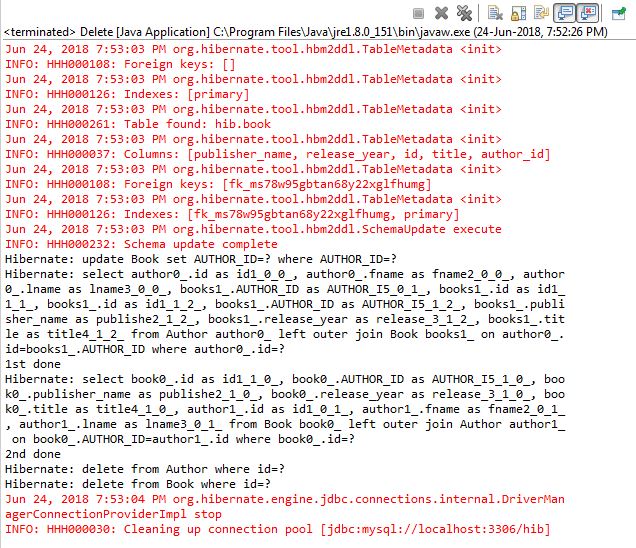 <terminated> Delete [Java Application] C:\Program Files\Java\jre1.8.0_151\bin\javaw.exe (24-Jun-2018, 7:52:26 PM)
Jun 24, 2018 7:53:03 PM org.hibernate.tool.hbm2ddl.TableMetadata <init>
INFO: HHH000108: Foreign keys: []
Jun 24, 2018 7:53:03 PM org.hibernate.tool.hbm2ddl.TableMetadata <init>
INFO: HHH000126: Indexes: [primary]
Jun 24, 2018 7:53:03 PM org.hibernate.tool.hbm2ddl.TableMetadata <init>
INFO: HHH000261: Table found: hib.book
Jun 24, 2018 7:53:03 PM org.hibernate.tool.hbm2ddl.TableMetadata <init>
INFO: HHH000037: Columns: [publisher_name, release_year, id, title, author_id]
Jun 24, 2018 7:53:03 PM org.hibernate.tool.hbm2ddl.TableMetadata <init>
INFO: HHH000108: Foreign keys: [fk_ms78w95gbtan68y22xglfhumg]
Jun 24, 2018 7:53:03 PM org.hibernate.tool.hbm2ddl.TableMetadata <init>
INFO: HHH000126: Indexes: [fk_ms78w95gbtan68y22xglfhumg, primary]
Jun 24, 2018 7:53:03 PM org.hibernate.tool.hbm2ddl.SchemaUpdate execute
INFO: HHH000232: Schema update complete
Hibernate: update Book set AUTHOR_ID=? where AUTHOR_ID=?
Hibernate: select author0_.id as id1_0_0_, author0_.fname as fname2_0_0_, author
0_.lname as lname3_0_0_, books1_.AUTHOR_ID as AUTHOR_I5_0_1_, books1_.id as id1_
1_1_, books1_.id as id1_1_2_, books1_.AUTHOR_ID as AUTHOR_I5_1_2_, books1_.publi
sher_name as publishe2_1_2_, books1_.release_year as release_3_1_2_, books1_.tit
le as title4_1_2_ from Author author0_ left outer join Book books1_ on author0_.
id=books1_.AUTHOR_ID where author0_.id=?
1st done
Hibernate: select book0_.id as id1_1_0_, book0_.AUTHOR_ID as AUTHOR_I5_1_0_, boo
k0_.publisher_name as publishe2_1_0_, book0_.release_year as release_3_1_0_, boo
k0_.title as title4_1_0_, author1_.id as id1_0_1_, author1_.fname as fname2_0_1_
, author1_.lname as lname3_0_1_ from Book book0_ left outer join Author author1_
on book0_.AUTHOR_ID=author1_.id where book0_.id=?
2nd done
Hibernate: delete from Author where id=?
Hibernate: delete from Book where id=?
Jun 24, 2018 7:53:04 PM org.hibernate.engine.jdbc.connections.internal.DriverMan
agerConnectionProviderImpl stop
INFO: HHH000030: Cleaning up connection pool [jdbc:mysql://localhost:3306/hib]